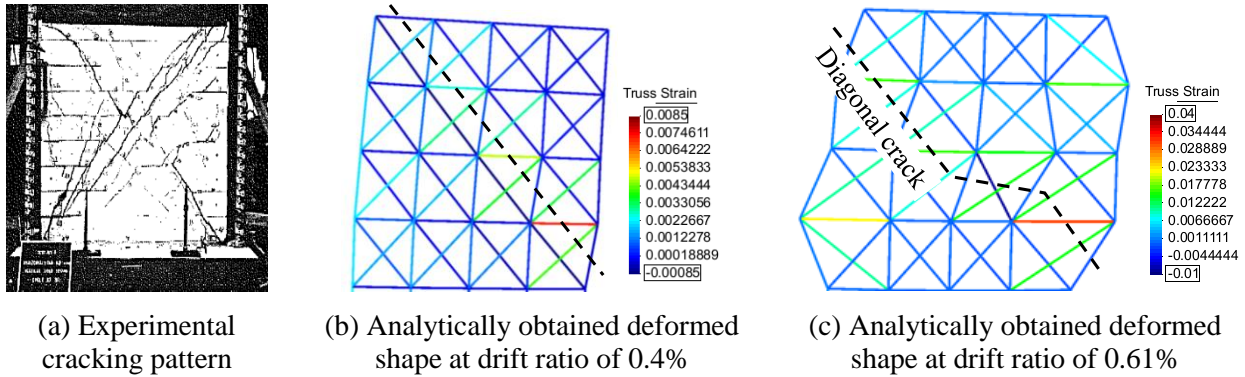 Truss Strain
0.0085
0.0074611
0.0064222
0.0053833
0.0043444
0.0033056
0.0022667
0.0012278
0.00018889
-0.00085
Diagonal crack
Truss Strain
0.04
0.034444
0.028889
0.023333
0.017778
0.012222
0.0066667
0.0011111
-0.0044444
-0.01
(a) Experimental
cracking pattern
(b) Analytically obtained deformed
shape at drift ratio of 0.4%
(c) Analytically obtained deformed
shape at drift ratio of 0.61%